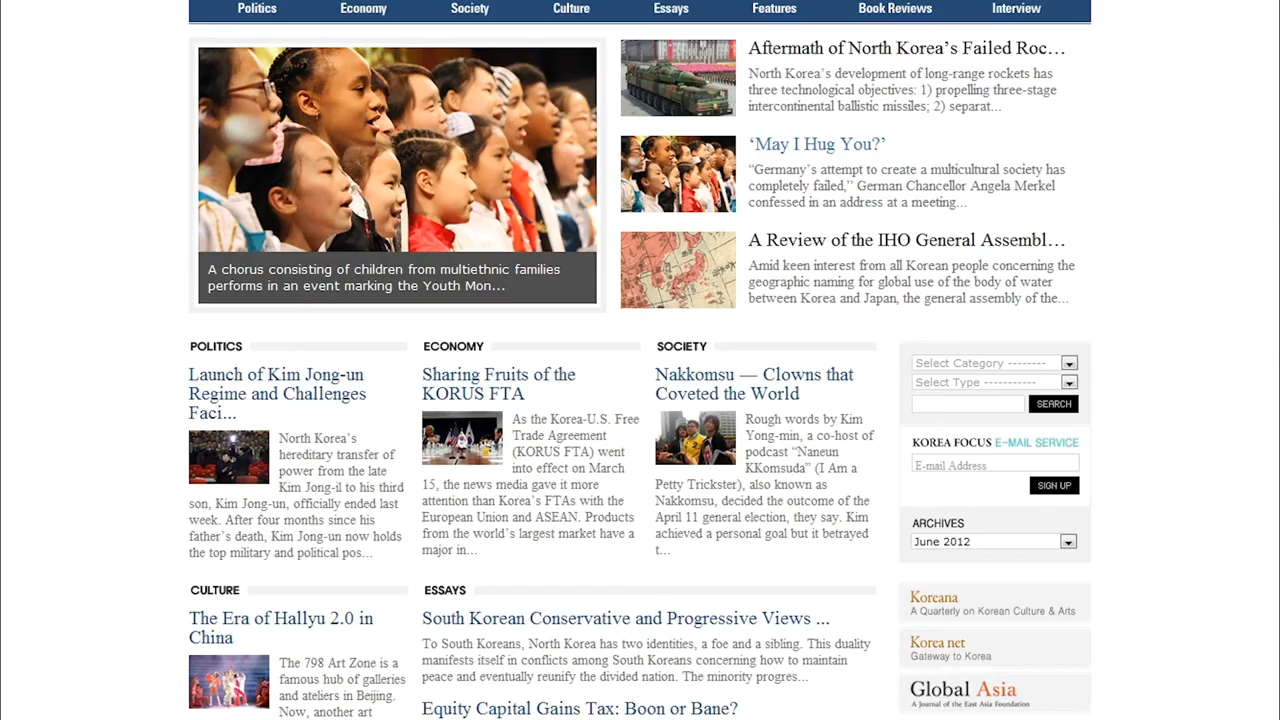 Politics Economy Society Culture Essays Features Book Reviews Interview
A chorus consisting of children from multiethnic families
performs in an event marking the Youth Mon...
Aftermath of North Korea's Failed Roc...
North Korea's development of long-range rockets has
three technological objectives: 1) propelling three-stage
intercontinental ballistic missiles; 2) separat...
‘May I Hug You?’
“Germany's attempt to create a multicultural society has
completely failed,” German Chancellor Angela Merkel
confessed in an address at a meeting...
A Review of the IHO General Assembl...
Amid keen interest from all Korean people concerning the
geographic naming for global use of the body of water
between Korea and Japan, the general assembly of the...
POLITICS
Launch of Kim Jong-un
Regime and Challenges
Faci...
North Korea's
hereditary transfer of
power from the late
Kim Jong-il to his third
son, Kim Jong-un, officially ended last
week. After four months since his
father's death, Kim Jong-un now holds
the top military and political pos...
ECONOMY
Sharing Fruits of the
KORUS FTA
As the Korea-U.S. Free
Trade Agreement
(KORUS FTA) went
into effect on March
15, the news media gave it more
attention than Korea's FTAs with the
European Union and ASEAN. Products
from the world's largest market have a
major in...
SOCIETY
Nakkomsu — Clowns that
Coveted the World
Rough words by Kim
Yong-min, a co-host of
podcast “Naneun
KKomsuda” (I Am a
Petty Trickster), also known as
Nakkomsu, decided the outcome of the
April 11 general election, they say. Kim
achieved a personal goal but it betrayed
t...
Select Category --------
Select Type -----------
SEARCH
KOREA FOCUS E-MAIL SERVICE
E-mail Address
SIGN UP
ARCHIVES
June 2012
CULTURE
The Era of Hallyu 2.0 in
China
The 798 Art Zone is a
famous hub of galleries
and ateliers in Beijing.
Now, another art
ESSAYS
South Korean Conservative and Progressive Views ...
To South Koreans, North Korea has two identities, a foe and a sibling. This duality
manifests itself in conflicts among South Koreans concerning how to maintain
peace and eventually reunify the divided nation. The minority progres...
Equity Capital Gains Tax: Boon or Bane?
Koreana
A Quarterly on Korean Culture & Arts
Korea net
Gateway to Korea
Global Asia
A Journal of the East Asia Foundation